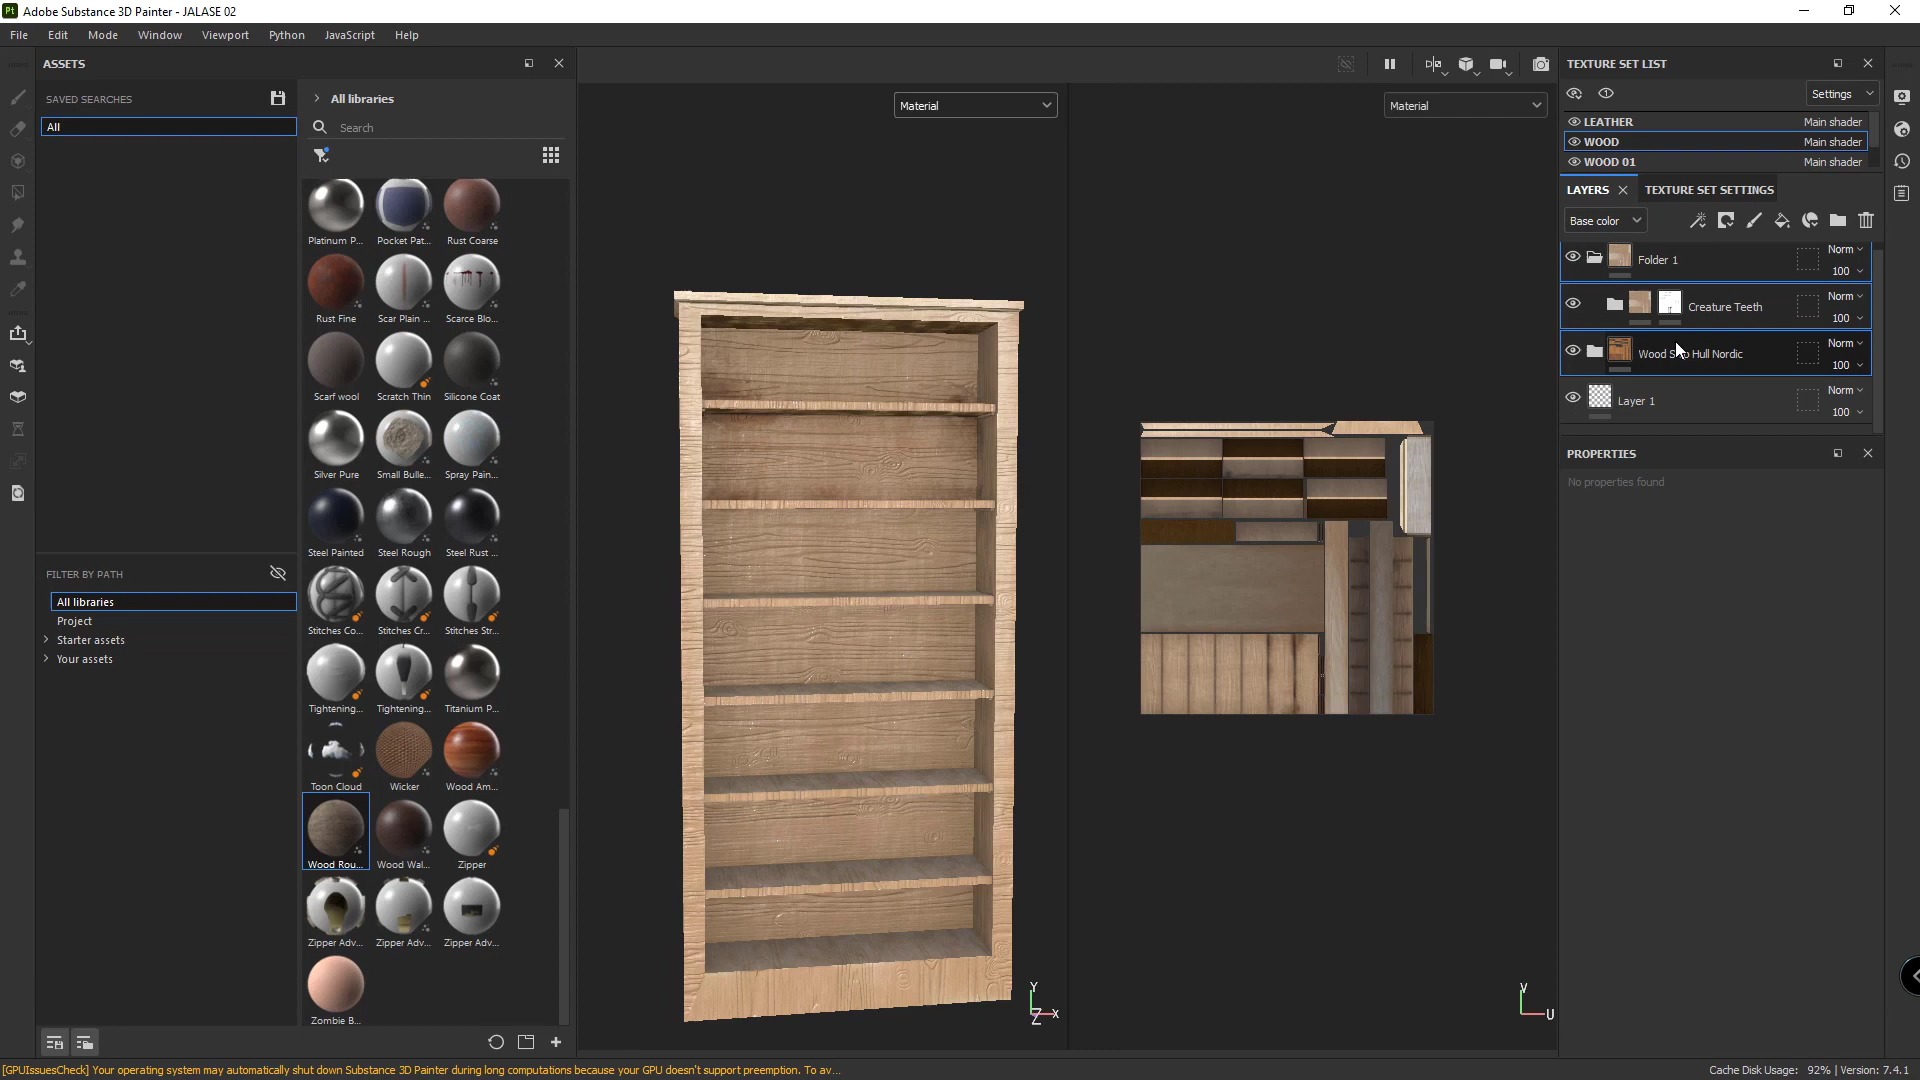 Adobe Substance 3D Painter - JALASE 02
File Edit Mode Window Viewport Python JavaScript Help
ASSETS
SAVED SEARCHES
All
All libraries
Search
Platinum P... Pocket Pat... Rust Coarse
Rust Fine Scar Plain ... Scarce Blo...
Scarf wool Scratch Thin Silicone Coat
Silver Pure Small Bulle... Spray Pain...
Steel Painted Steel Rough Steel Rust ...
Stitches Co... Stitches Cr... Stitches Str...
Tightening... Tightening... Titanium P...
Toon Cloud Wicker Wood Am...
Wood Rou... Wood Wal... Zipper
Zipper Adv... Zipper Adv... Zipper Adv...
Zombie B...
FILTER BY PATH
All libraries
Project
Starter assets
Your assets
Material
Material
Y
Z X
V
U
TEXTURE SET LIST
Settings
LEATHER Main shader
WOOD Main shader
WOOD 01 Main shader
LAYERS TEXTURE SET SETTINGS
Base color
Folder 1 Norm 100
Creature Teeth Norm 100
Wood Hull Nordic Norm 100
Layer 1 Norm 100
PROPERTIES
No properties found
[GPUIssuesCheck] Your operating system may automatically shut down Substance 3D Painter during long computations because your GPU doesn't support preemption. To av...
Cache Disk Usage: 92% | Version: 7.4.1